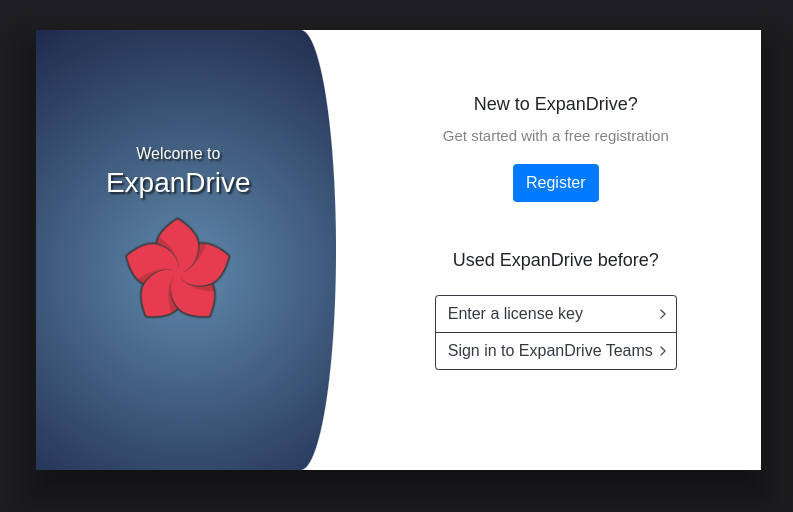 Welcome to
ExpanDrive
New to ExpanDrive?
Get started with a free registration
Register
Used ExpanDrive before?
Enter a license key
Sign in to ExpanDrive Teams